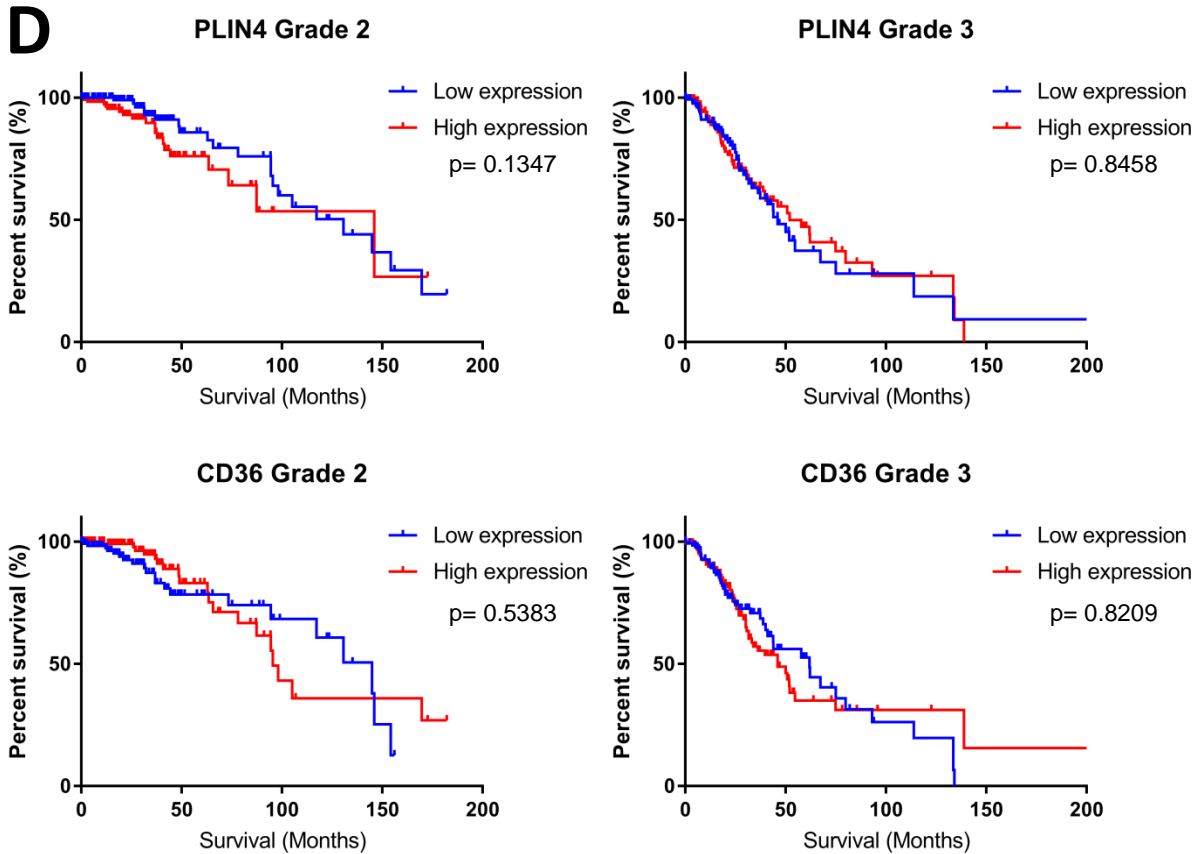 D
PLIN4 Grade 2
Percent survival (%)
100
50
0
Low expression
High expression
p= 0.1347
0 50 100 150 200
Survival (Months)
PLIN4 Grade 3
Percent survival (%)
100
50
0
Low expression
High expression
p= 0.8458
0 50 100 150 200
Survival (Months)
CD36 Grade 2
Percent survival (%)
100
50
0
Low expression
High expression
p= 0.5383
0 50 100 150 200
Survival (Months)
CD36 Grade 3
Percent survival (%)
100
50
0
Low expression
High expression
p= 0.8209
0 50 100 150 200
Survival (Months)